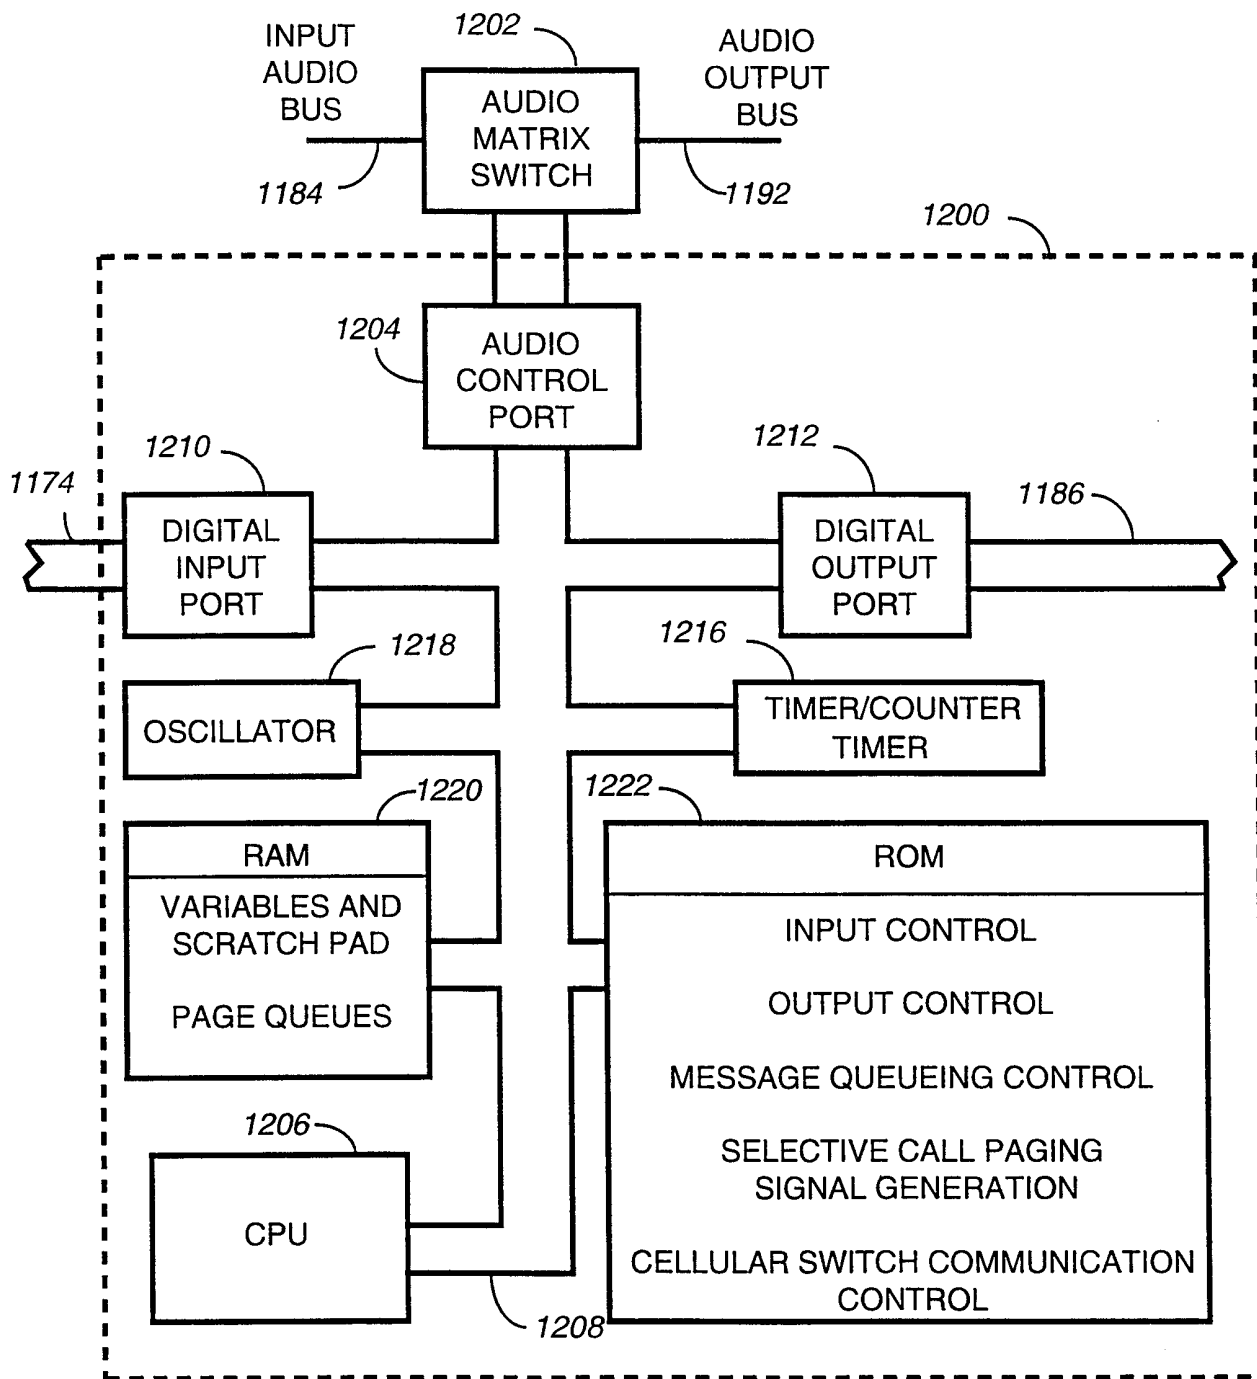 INPUT
AUDIO
BUS
1202
AUDIO
OUTPUT
BUS
AUDIO
MATRIX
SWITCH
1184
1192
1200
1204
AUDIO
CONTROL
PORT
1210
1212
1174
1186
DIGITAL
INPUT
PORT
DIGITAL
OUTPUT
PORT
1218
1216
OSCILLATOR
TIMER/COUNTER
TIMER
1220
1222
RAM
VARIABLES AND
SCRATCH PAD
PAGE QUEUES
ROM
INPUT CONTROL
OUTPUT CONTROL
MESSAGE QUEUEING CONTROL
SELECTIVE CALL PAGING
SIGNAL GENERATION
CELLULAR SWITCH COMMUNICATION
CONTROL
1206
CPU
1208